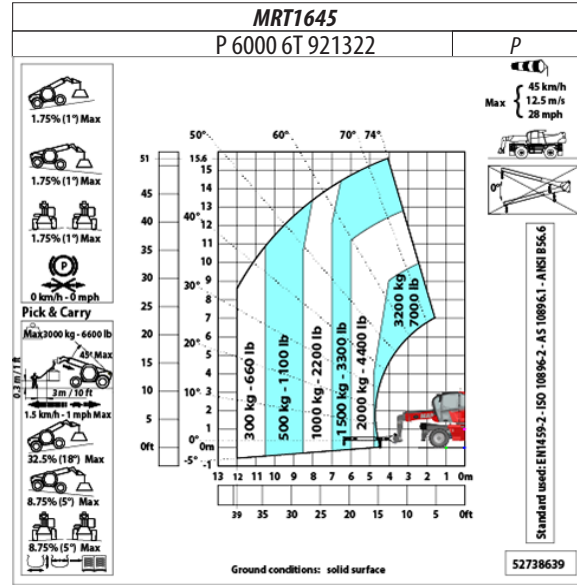 MRT1645
P 6000 6T 921322
P
1.75% (1°) Max
1.75% (1°) Max
1.75% (1°) Max
P
0 km/h - 0 mph
Pick & Carry
Max3000 kg - 6600 lb
45° Max
0.3 m / 1 ft
3 m / 10 ft
1.5 km/h - 1 mph Max
32.5% (18°) Max
8.75% (5°) Max
8.75% (5°) Max
Max { 45 km/h
12.5 m/s
28 mph
0°
50° 60° 70° 74°
40°
30°
20°
10°
0°
-5°
51
45
40
35
30
25
20
15
10
5
0ft
15.6
15
14
13
12
11
10
9
8
7
6
5
4
3
2
1
0
-1
300 kg - 660 lb
500 kg - 1100 lb
1000 kg - 2200 lb
1500 kg - 3300 lb
2000 kg - 4400 lb
3200 kg
7000 lb
13 12 11 10 9 8 7 6 5 4 3 2 1 0m
39 35 30 25 20 15 10 5 0ft
Ground conditions: solid surface
Standard used: EN1459-2 - ISO 10896-2 - AS 10896.1 - ANSI B56.6
52738639